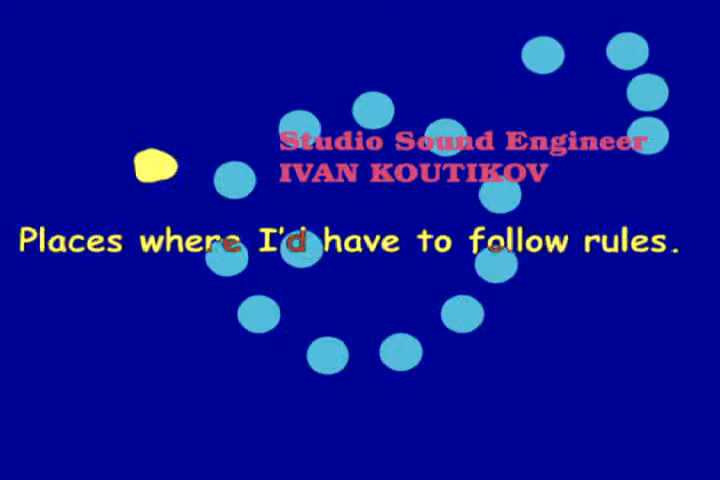 Studio Sound Engineer
IVAN KOUTIKOV
Places where I'd have to follow rules.